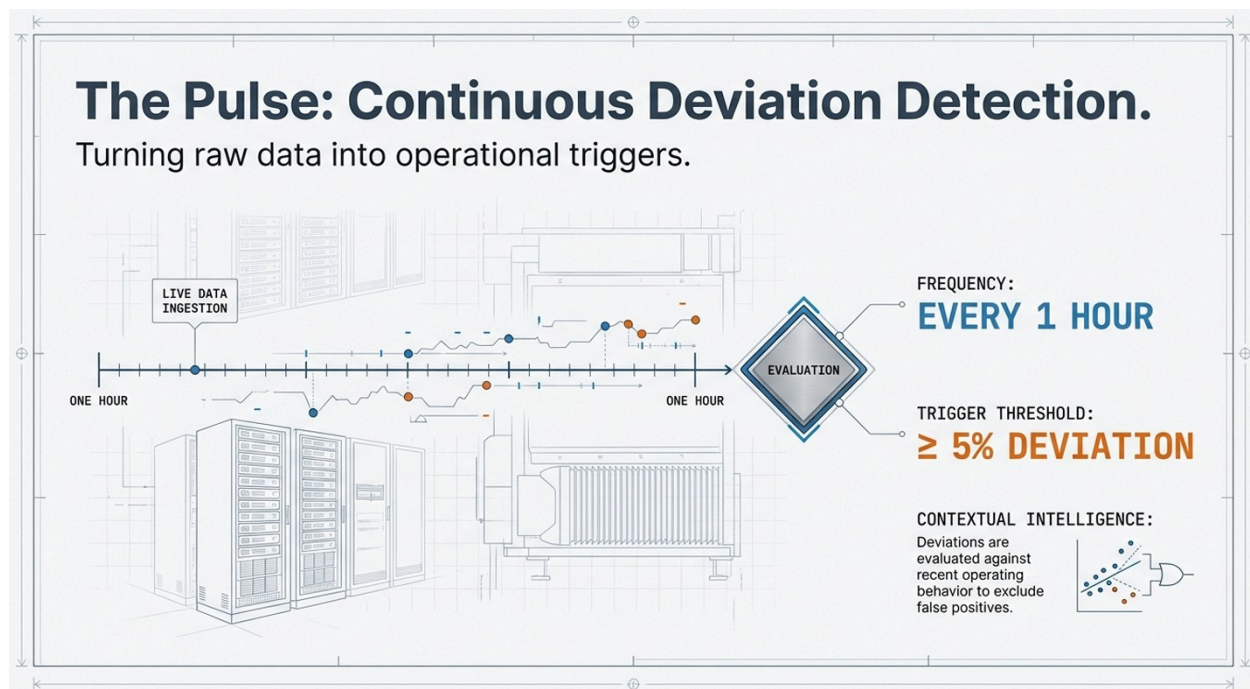 The Pulse: Continuous Deviation Detection.
Turning raw data into operational triggers.
LIVE DATA
INGESTION
ONE HOUR
ONE HOUR
EVALUATION
FREQUENCY:
EVERY 1 HOUR
TRIGGER THRESHOLD:
≥ 5% DEVIATION
CONTEXTUAL INTELLIGENCE:
Deviations are
evaluated against
recent operating
behavior to exclude
false positives.